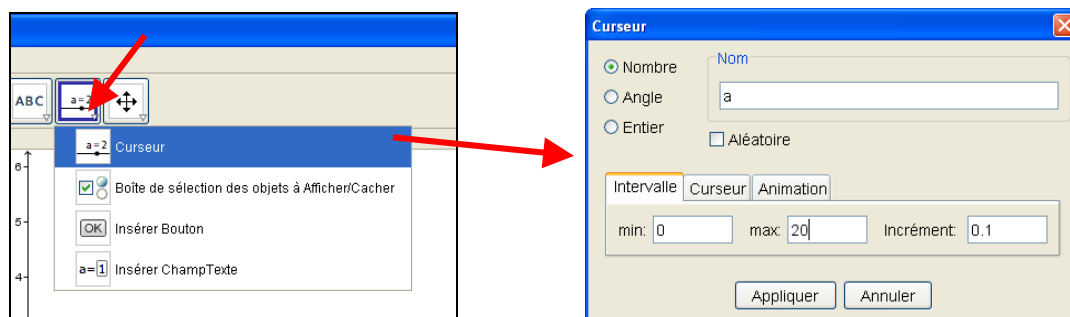 ABC
a=2
a=2 Curseur
Boîte de sélection des objets à Afficher/Cacher
OK Insérer Bouton
a=1 Insérer ChampTexte
6
5
4
Curseur
Nombre
Angle
Entier
Nom
a
Aléatoire
Intervalle Curseur Animation
min: 0 max: 20 Incrément: 0.1
Appliquer Annuler